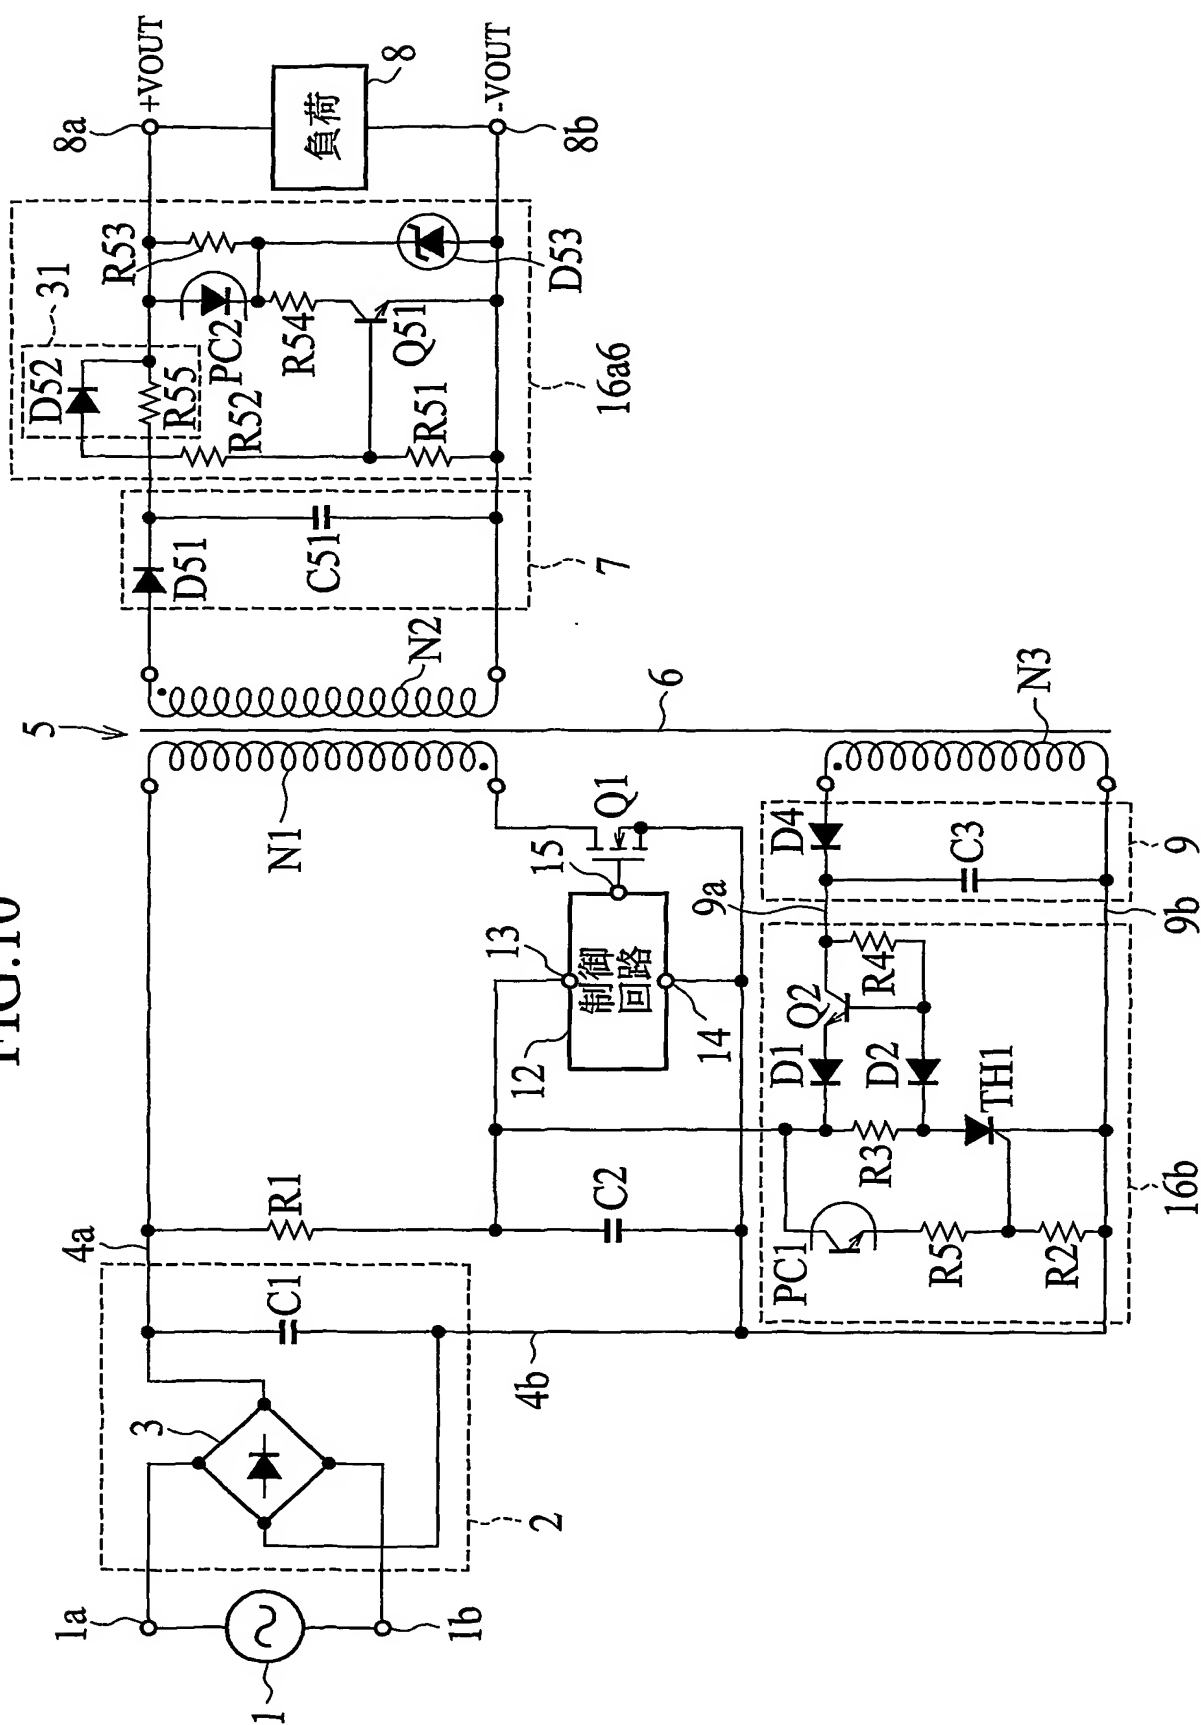 FIG.10
1
1a
1b
2
3
C1
4a
4b
R1
C2
5
N1
N2
6
N3
12
13
14
15
制御
回路
Q1
7
D51
C51
31
D52
R55
R52
R51
PC2
R53
R54
Q51
D53
16a6
8a
+VOUT
負荷
8
-VOUT
8b
9
D4
C3
9a
9b
16b
PC1
R5
R2
D1
Q2
R4
D2
R3
TH1